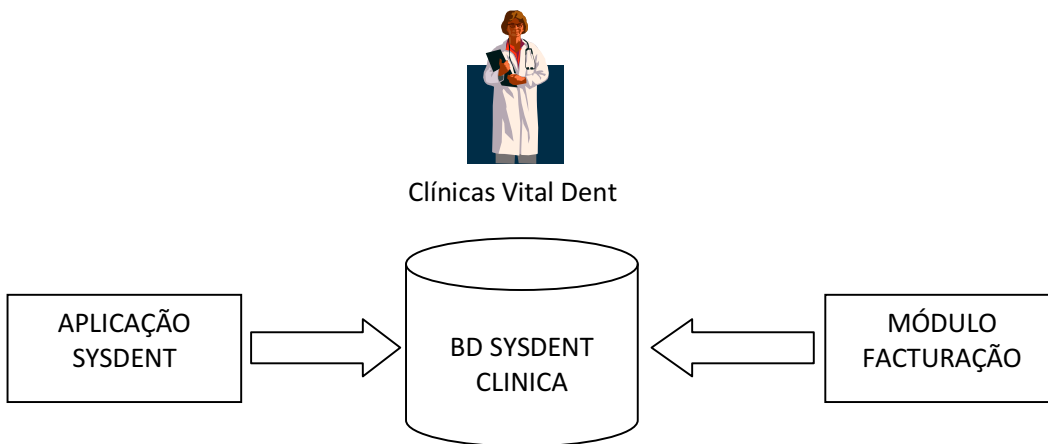 Clínicas Vital Dent
APLICAÇÃO
SYSDENT
BD SYSDENT
CLINICA
MÓDULO
FACTURAÇÃO